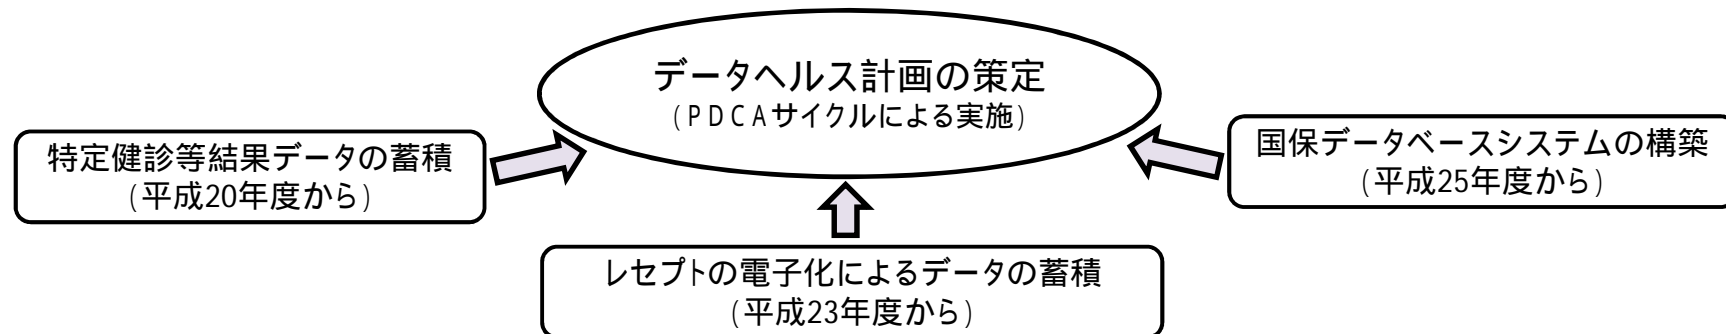 データヘルス計画の策定
(PDCAサイクルによる実施)
特定健診等結果データの蓄積
(平成20年度から)
国保データベースシステムの構築
(平成25年度から)
レセプトの電子化によるデータの蓄積
(平成23年度から)